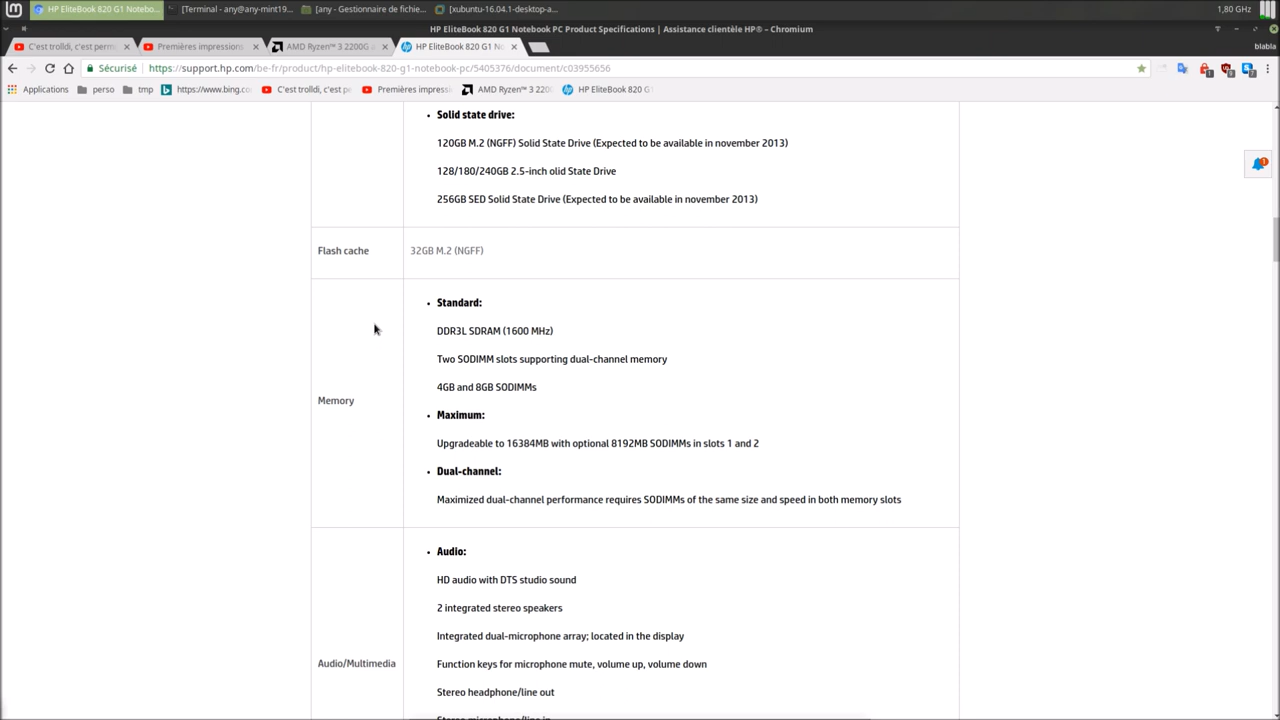 HP EliteBook 820 G1 Notebo...
[Terminal - any@any-mint19...
[any - Gestionnaire de fichie...
[xubuntu-16.04.1-desktop-a...
1,80 GHz
HP EliteBook 820 G1 Notebook PC Product Specifications | Assistance clientèle HP® – Chromium
C'est trolldi, c'est perm
Premières impressions
AMD Ryzen™ 3 2200G a
HP EliteBook 820 G1 No
blabla
Sécurisé
https://support.hp.com/be-fr/product/hp-elitebook-820-g1-notebook-pc/5405376/document/c03955656
Applications
perso
tmp
https://www.bing.co
C'est trolldi, c'est pe
Premières impress
AMD Ryzen™ 3 220
HP EliteBook 820 G1
Solid state drive:
120GB M.2 (NGFF) Solid State Drive (Expected to be available in november 2013)
128/180/240GB 2.5-inch olid State Drive
256GB SED Solid State Drive (Expected to be available in november 2013)
Flash cache
32GB M.2 (NGFF)
Memory
Standard:
DDR3L SDRAM (1600 MHz)
Two SODIMM slots supporting dual-channel memory
4GB and 8GB SODIMMs
Maximum:
Upgradeable to 16384MB with optional 8192MB SODIMMs in slots 1 and 2
Dual-channel:
Maximized dual-channel performance requires SODIMMs of the same size and speed in both memory slots
Audio/Multimedia
Audio:
HD audio with DTS studio sound
2 integrated stereo speakers
Integrated dual-microphone array; located in the display
Function keys for microphone mute, volume up, volume down
Stereo headphone/line out